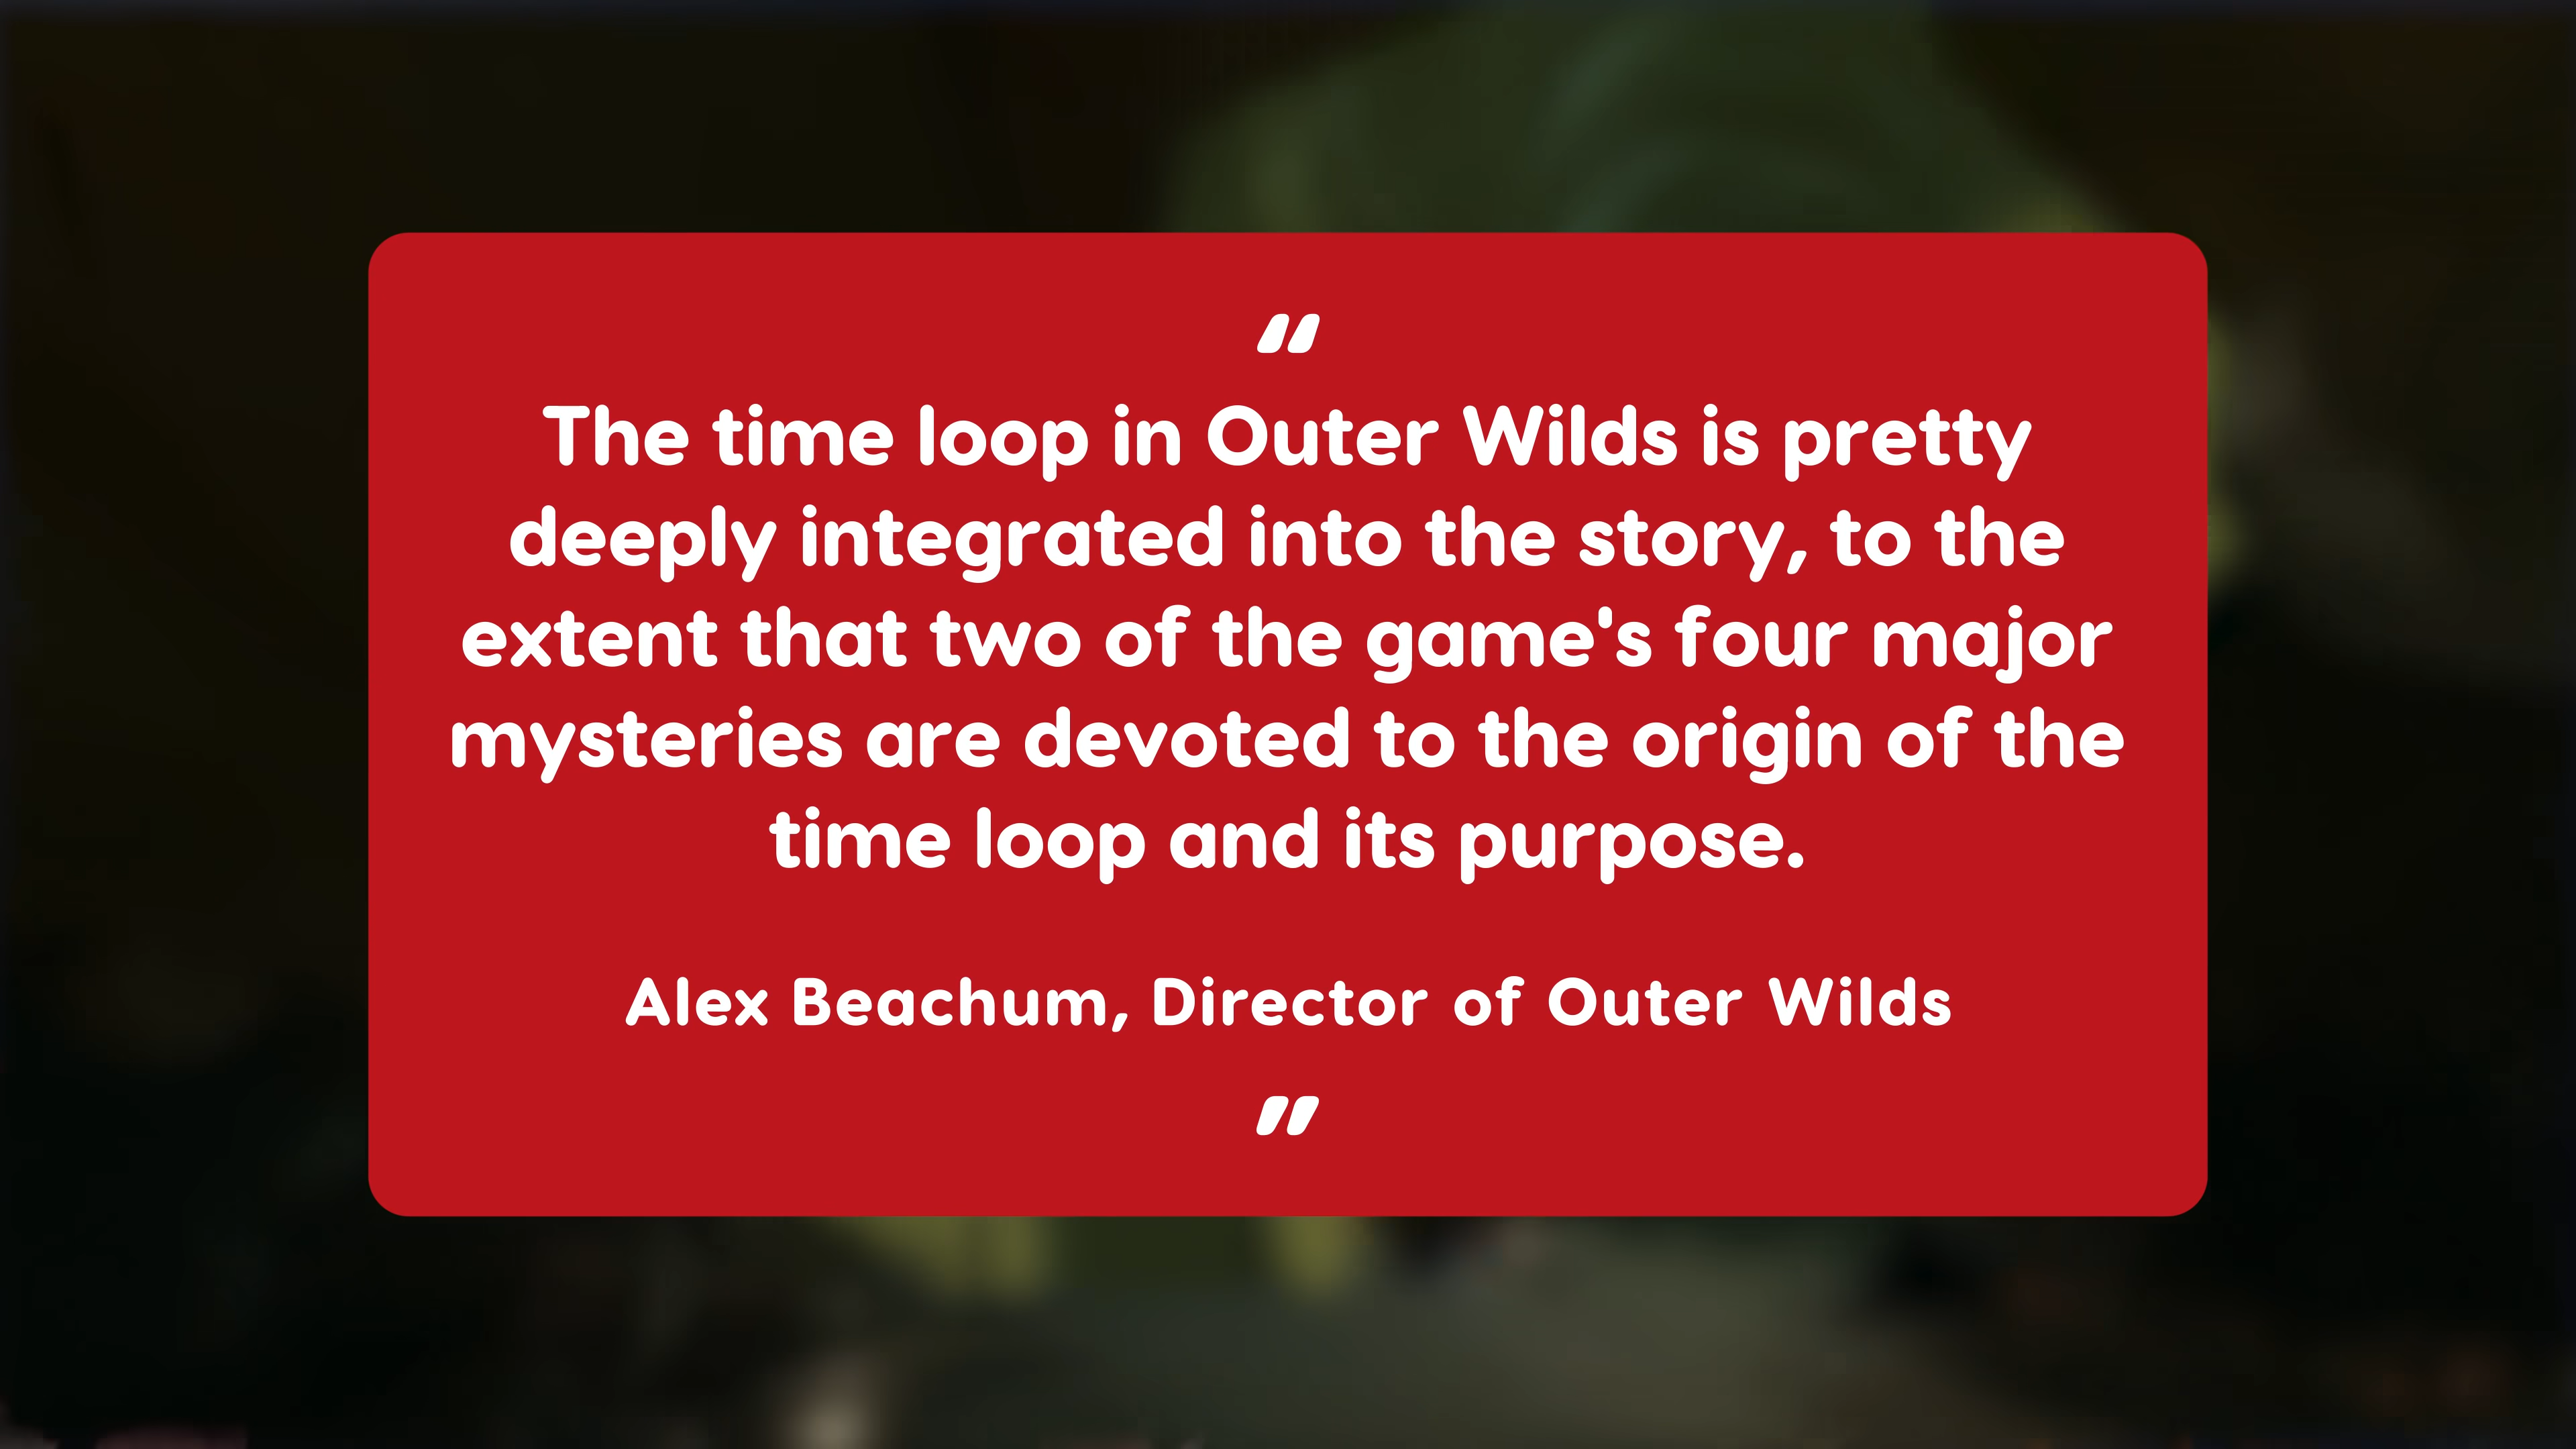 “
The time loop in Outer Wilds is pretty
deeply integrated into the story, to the
extent that two of the game's four major
mysteries are devoted to the origin of the
time loop and its purpose.
Alex Beachum, Director of Outer Wilds
”